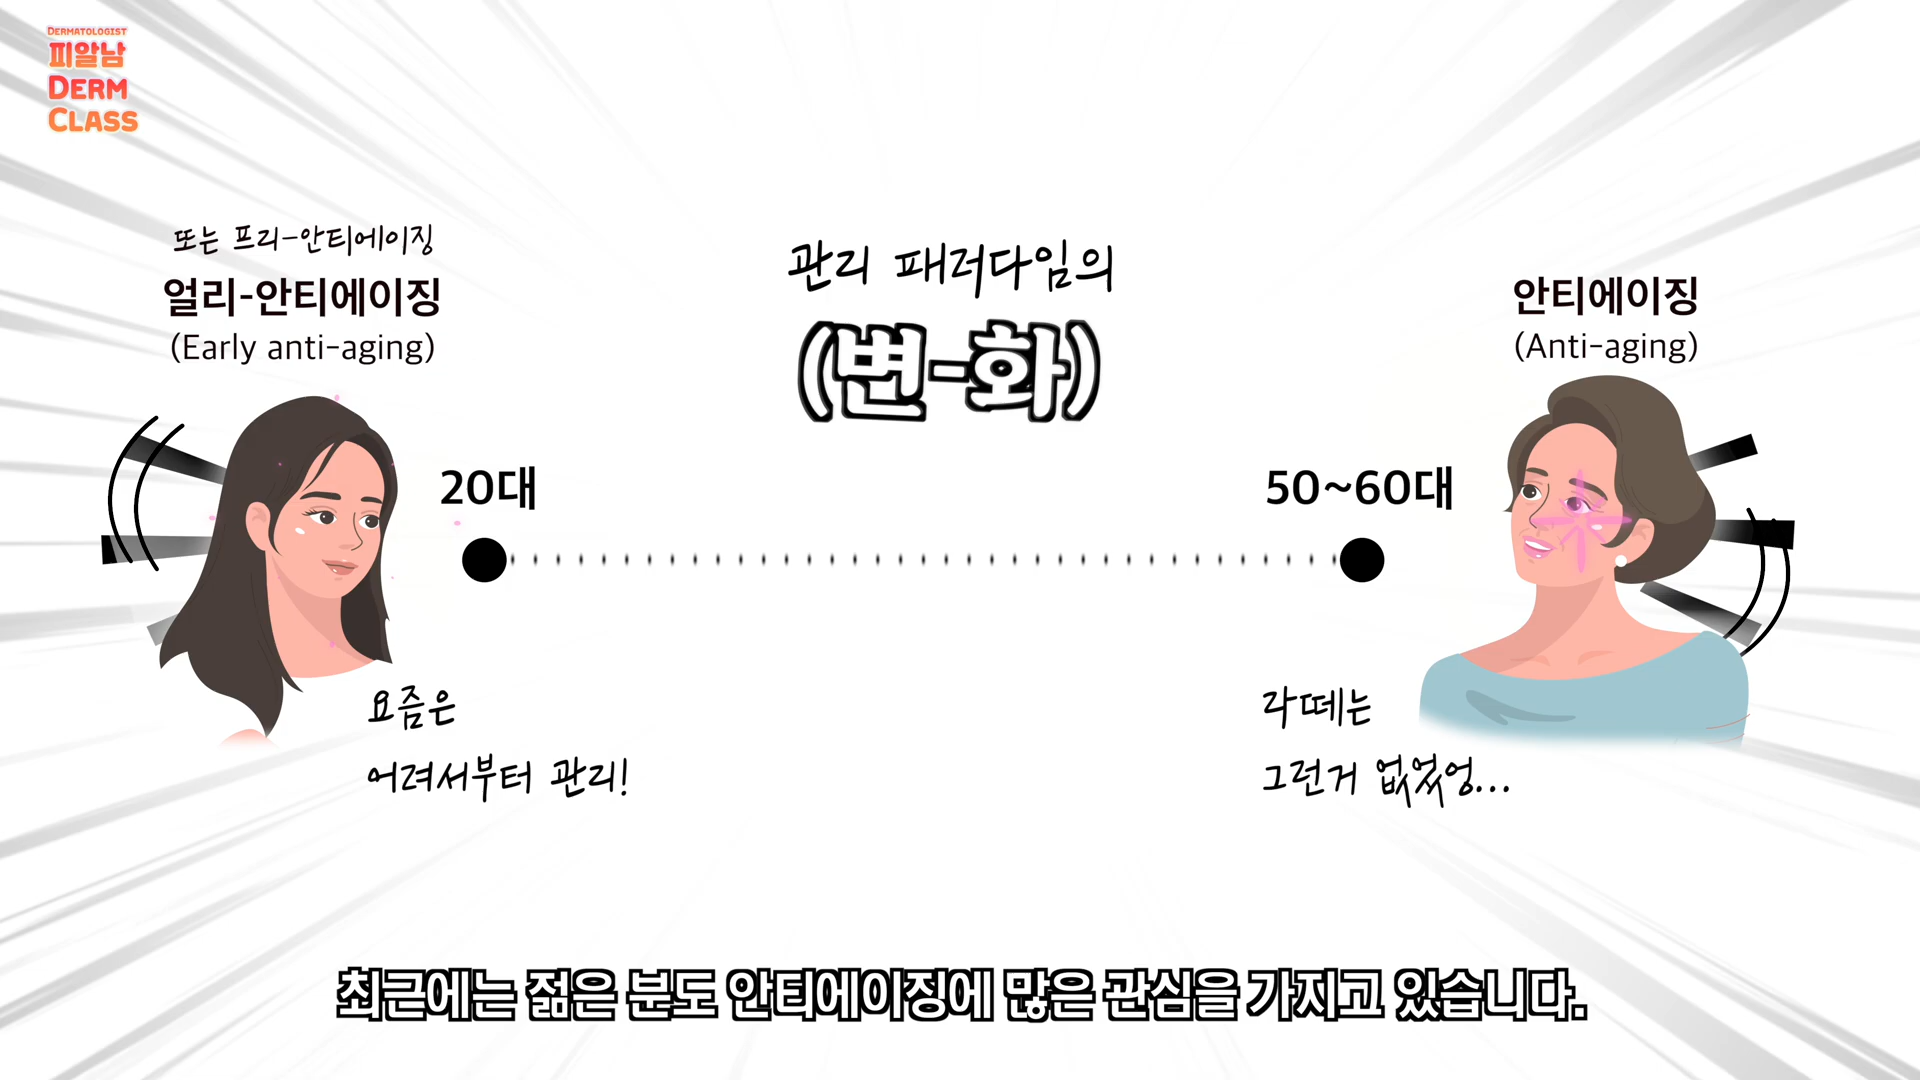 DERMATOLOGIST
피알남
DERM
CLASS
또는 프리-안티에이징
얼리-안티에이징
(Early anti-aging)
관리 패러다임의
(변-화)
안티에이징
(Anti-aging)
20대
50~60대
요즘은
어려서부터 관리!
라떼는
그런거 없었엉...
최근에는 젊은 분도 안티에이징에 많은 관심을 가지고 있습니다.